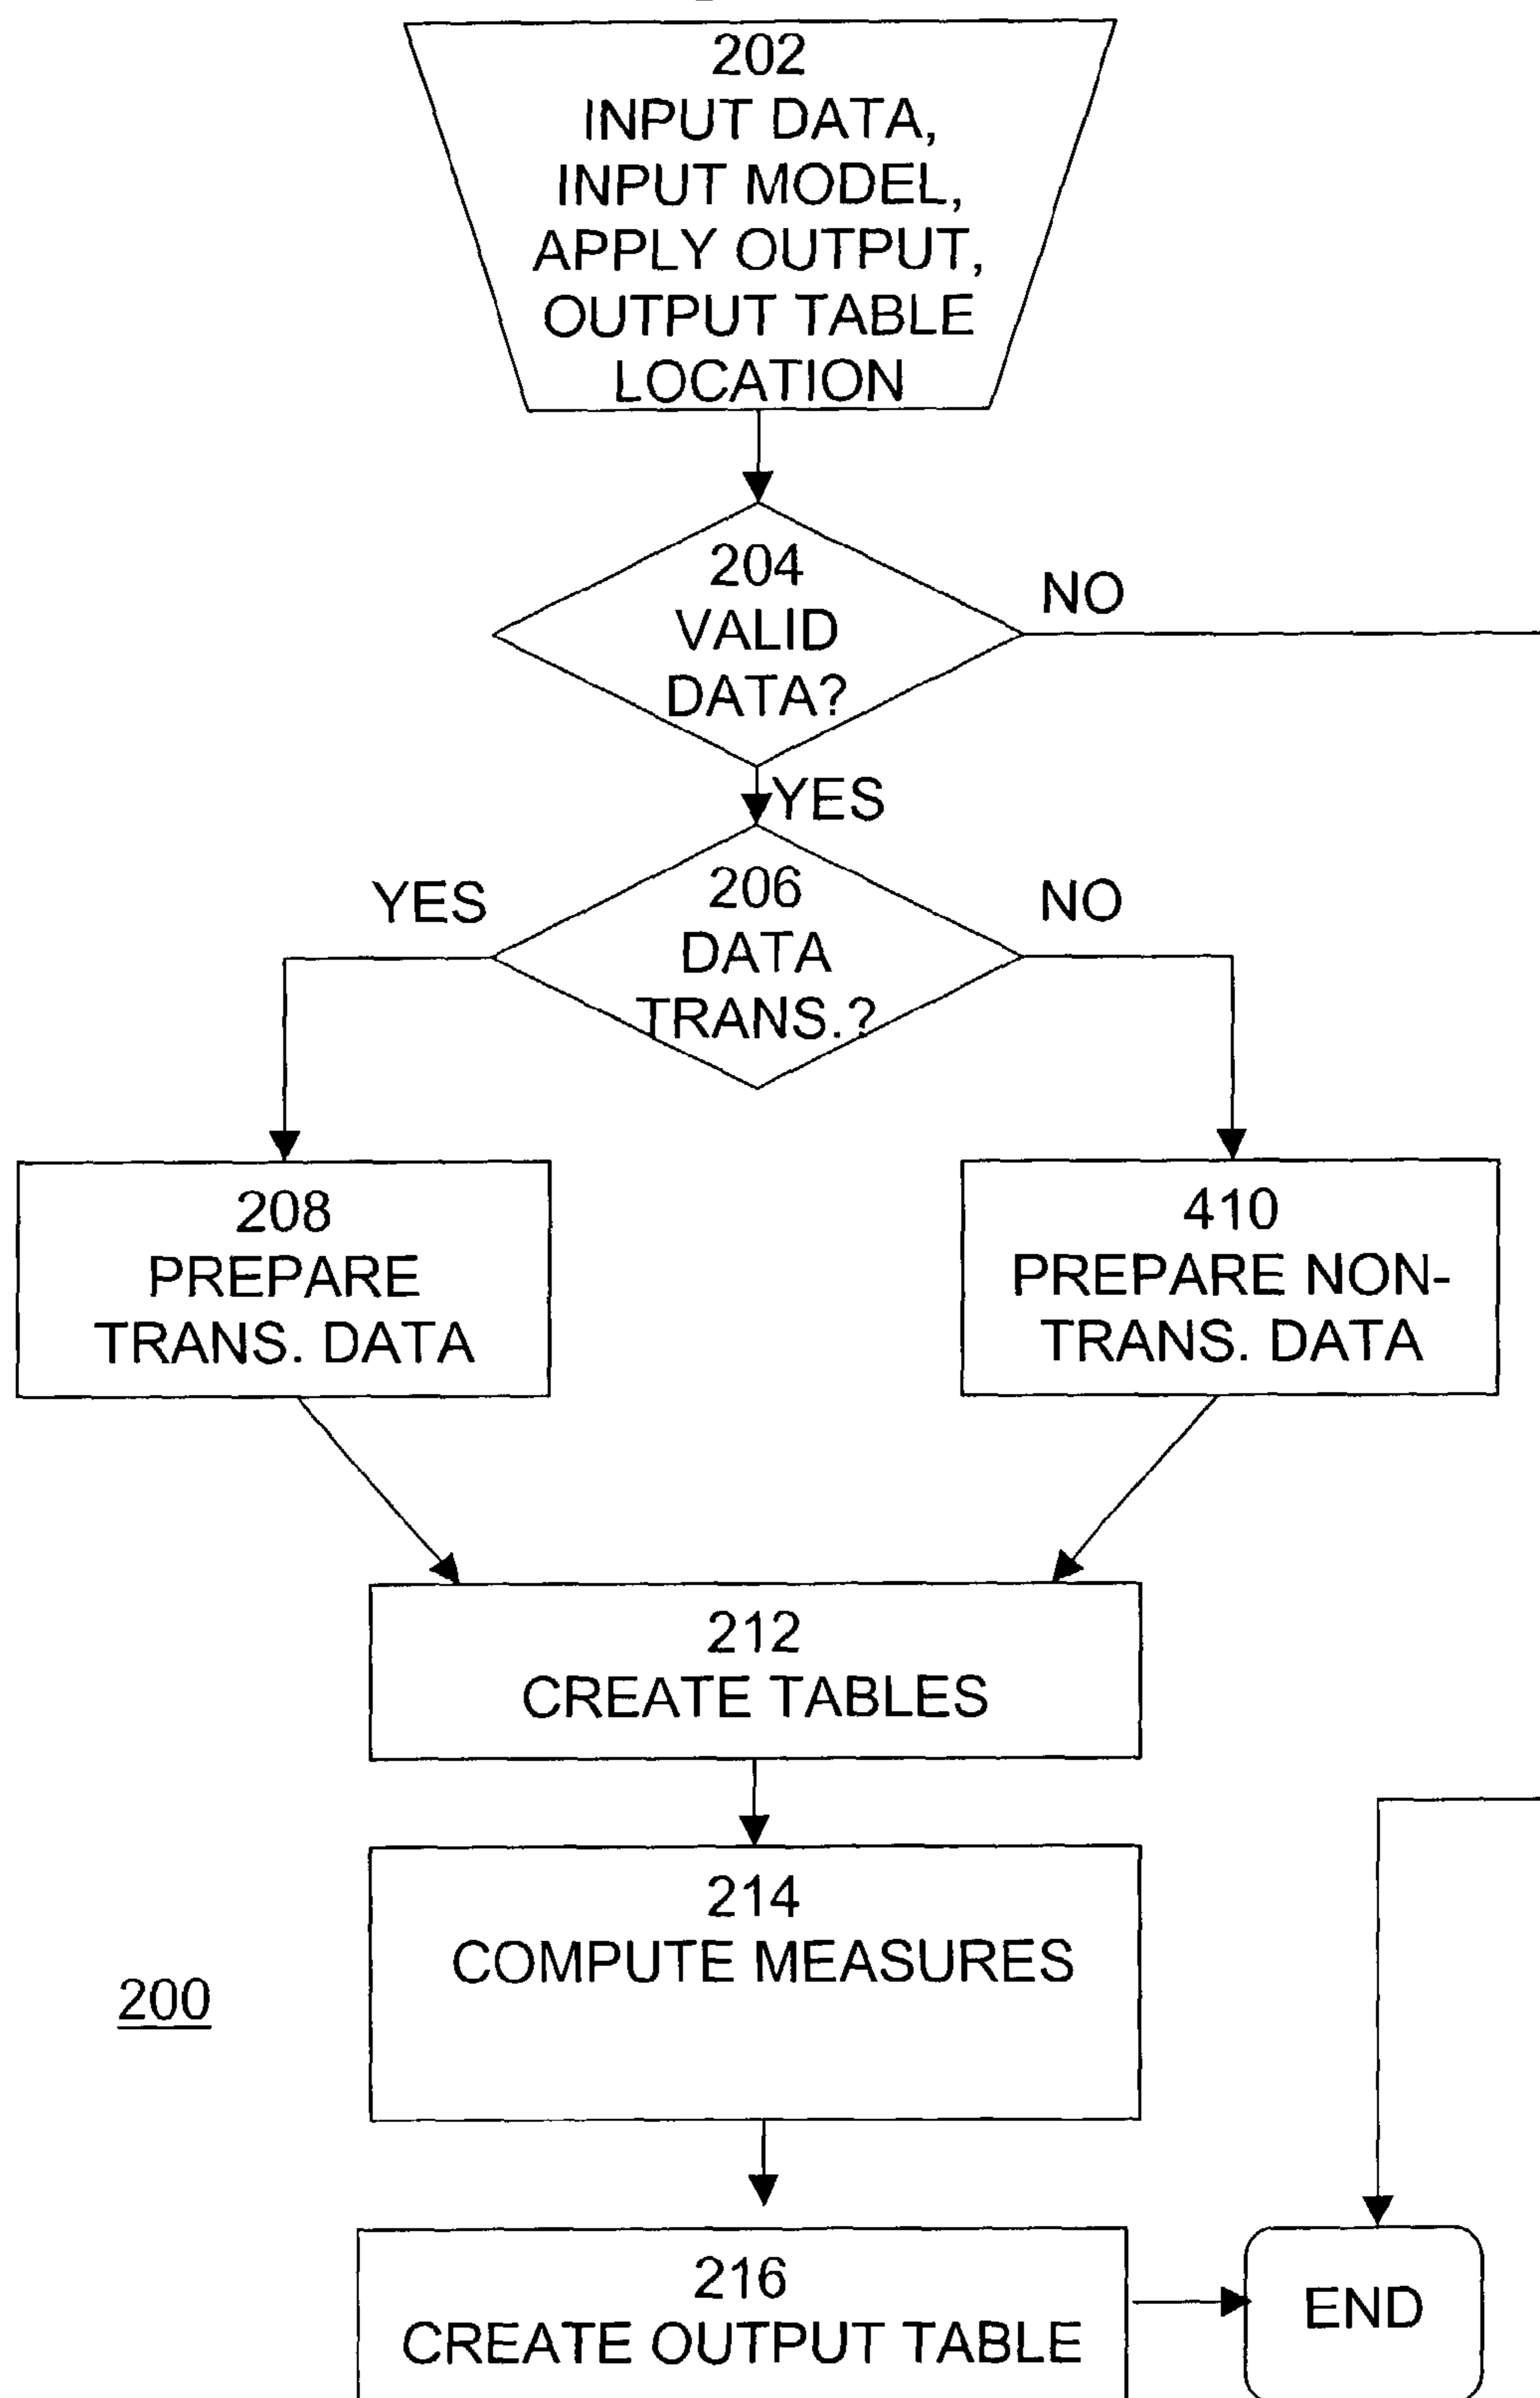 202
INPUT DATA,
INPUT MODEL,
APPLY OUTPUT,
OUTPUT TABLE
LOCATION
204
VALID
DATA?
NO
YES
206
DATA
TRANS.?
YES
NO
208
PREPARE
TRANS. DATA
410
PREPARE NON-
TRANS. DATA
212
CREATE TABLES
214
COMPUTE MEASURES
200
216
CREATE OUTPUT TABLE
END